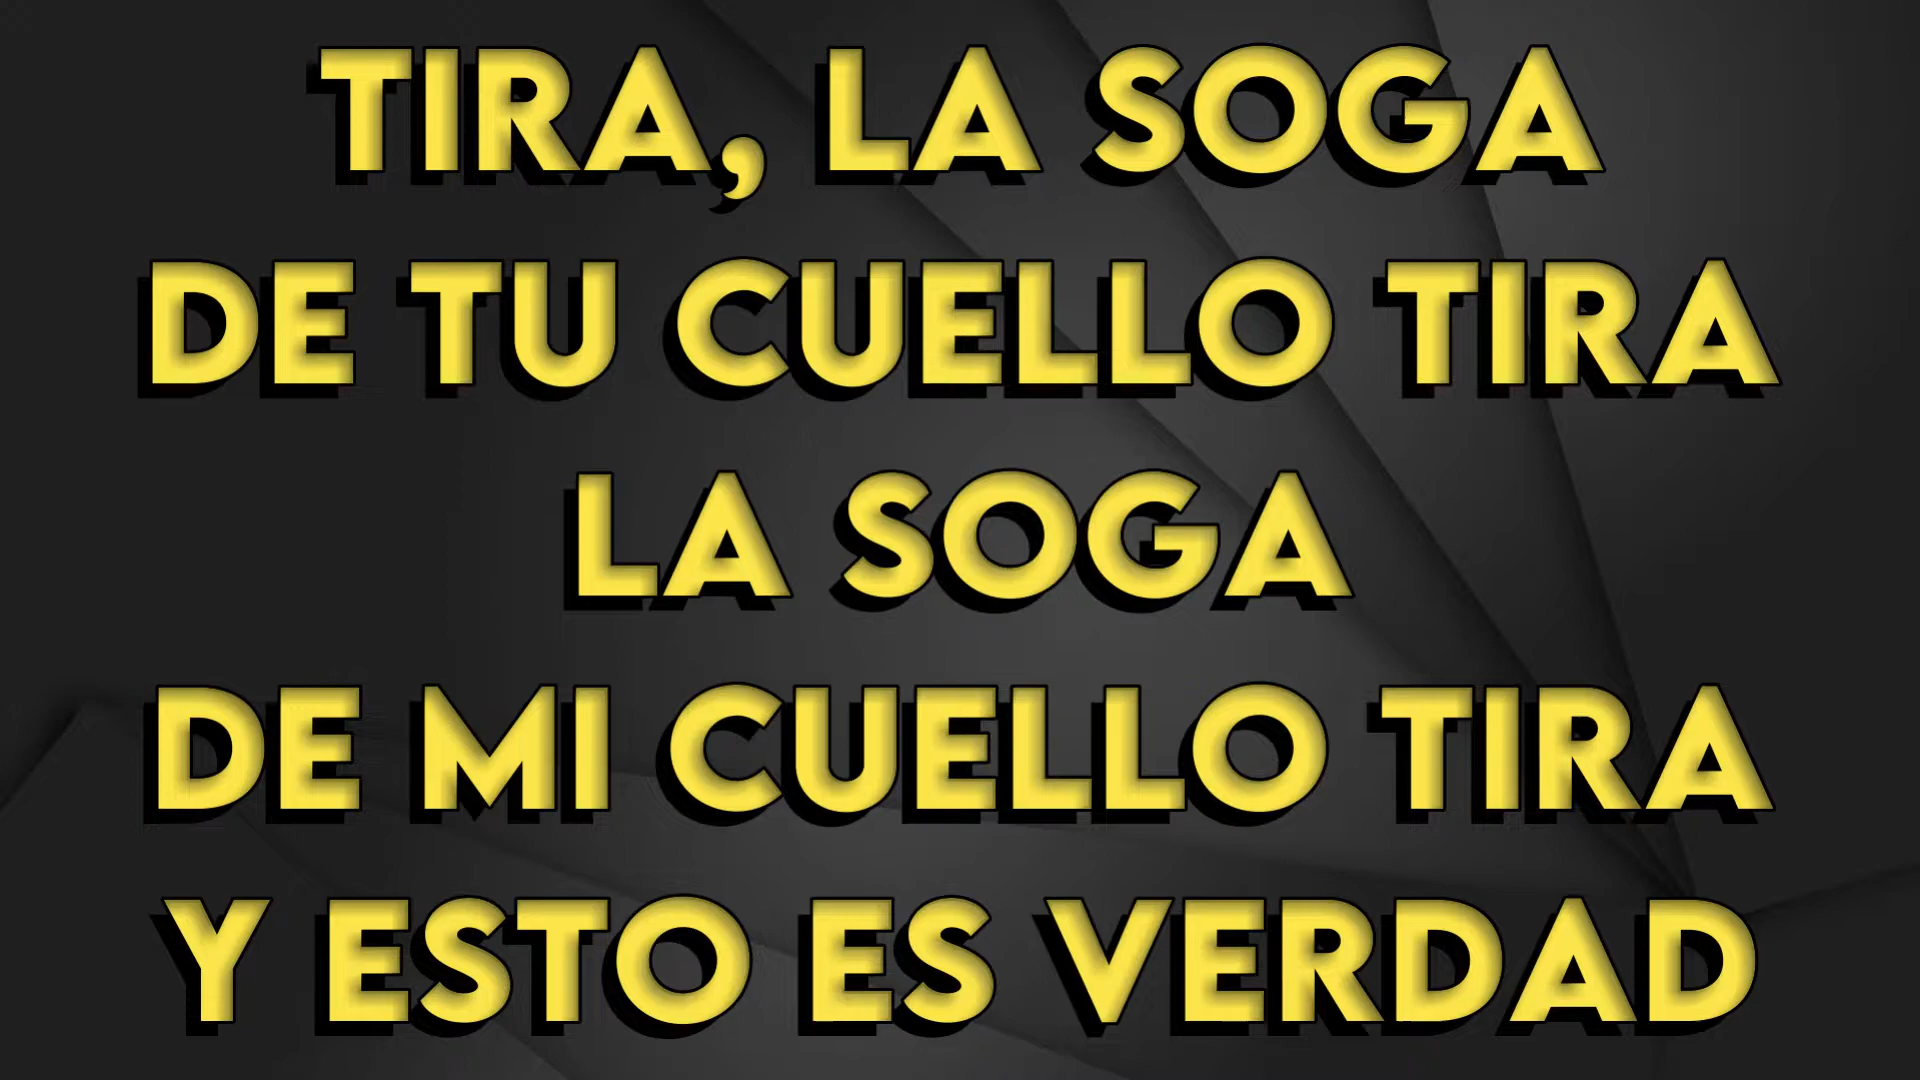 TIRA, LA SOGA
DE TU CUELLO TIRA
LA SOGA
DE MI CUELLO TIRA
Y ESTO ES VERDAD